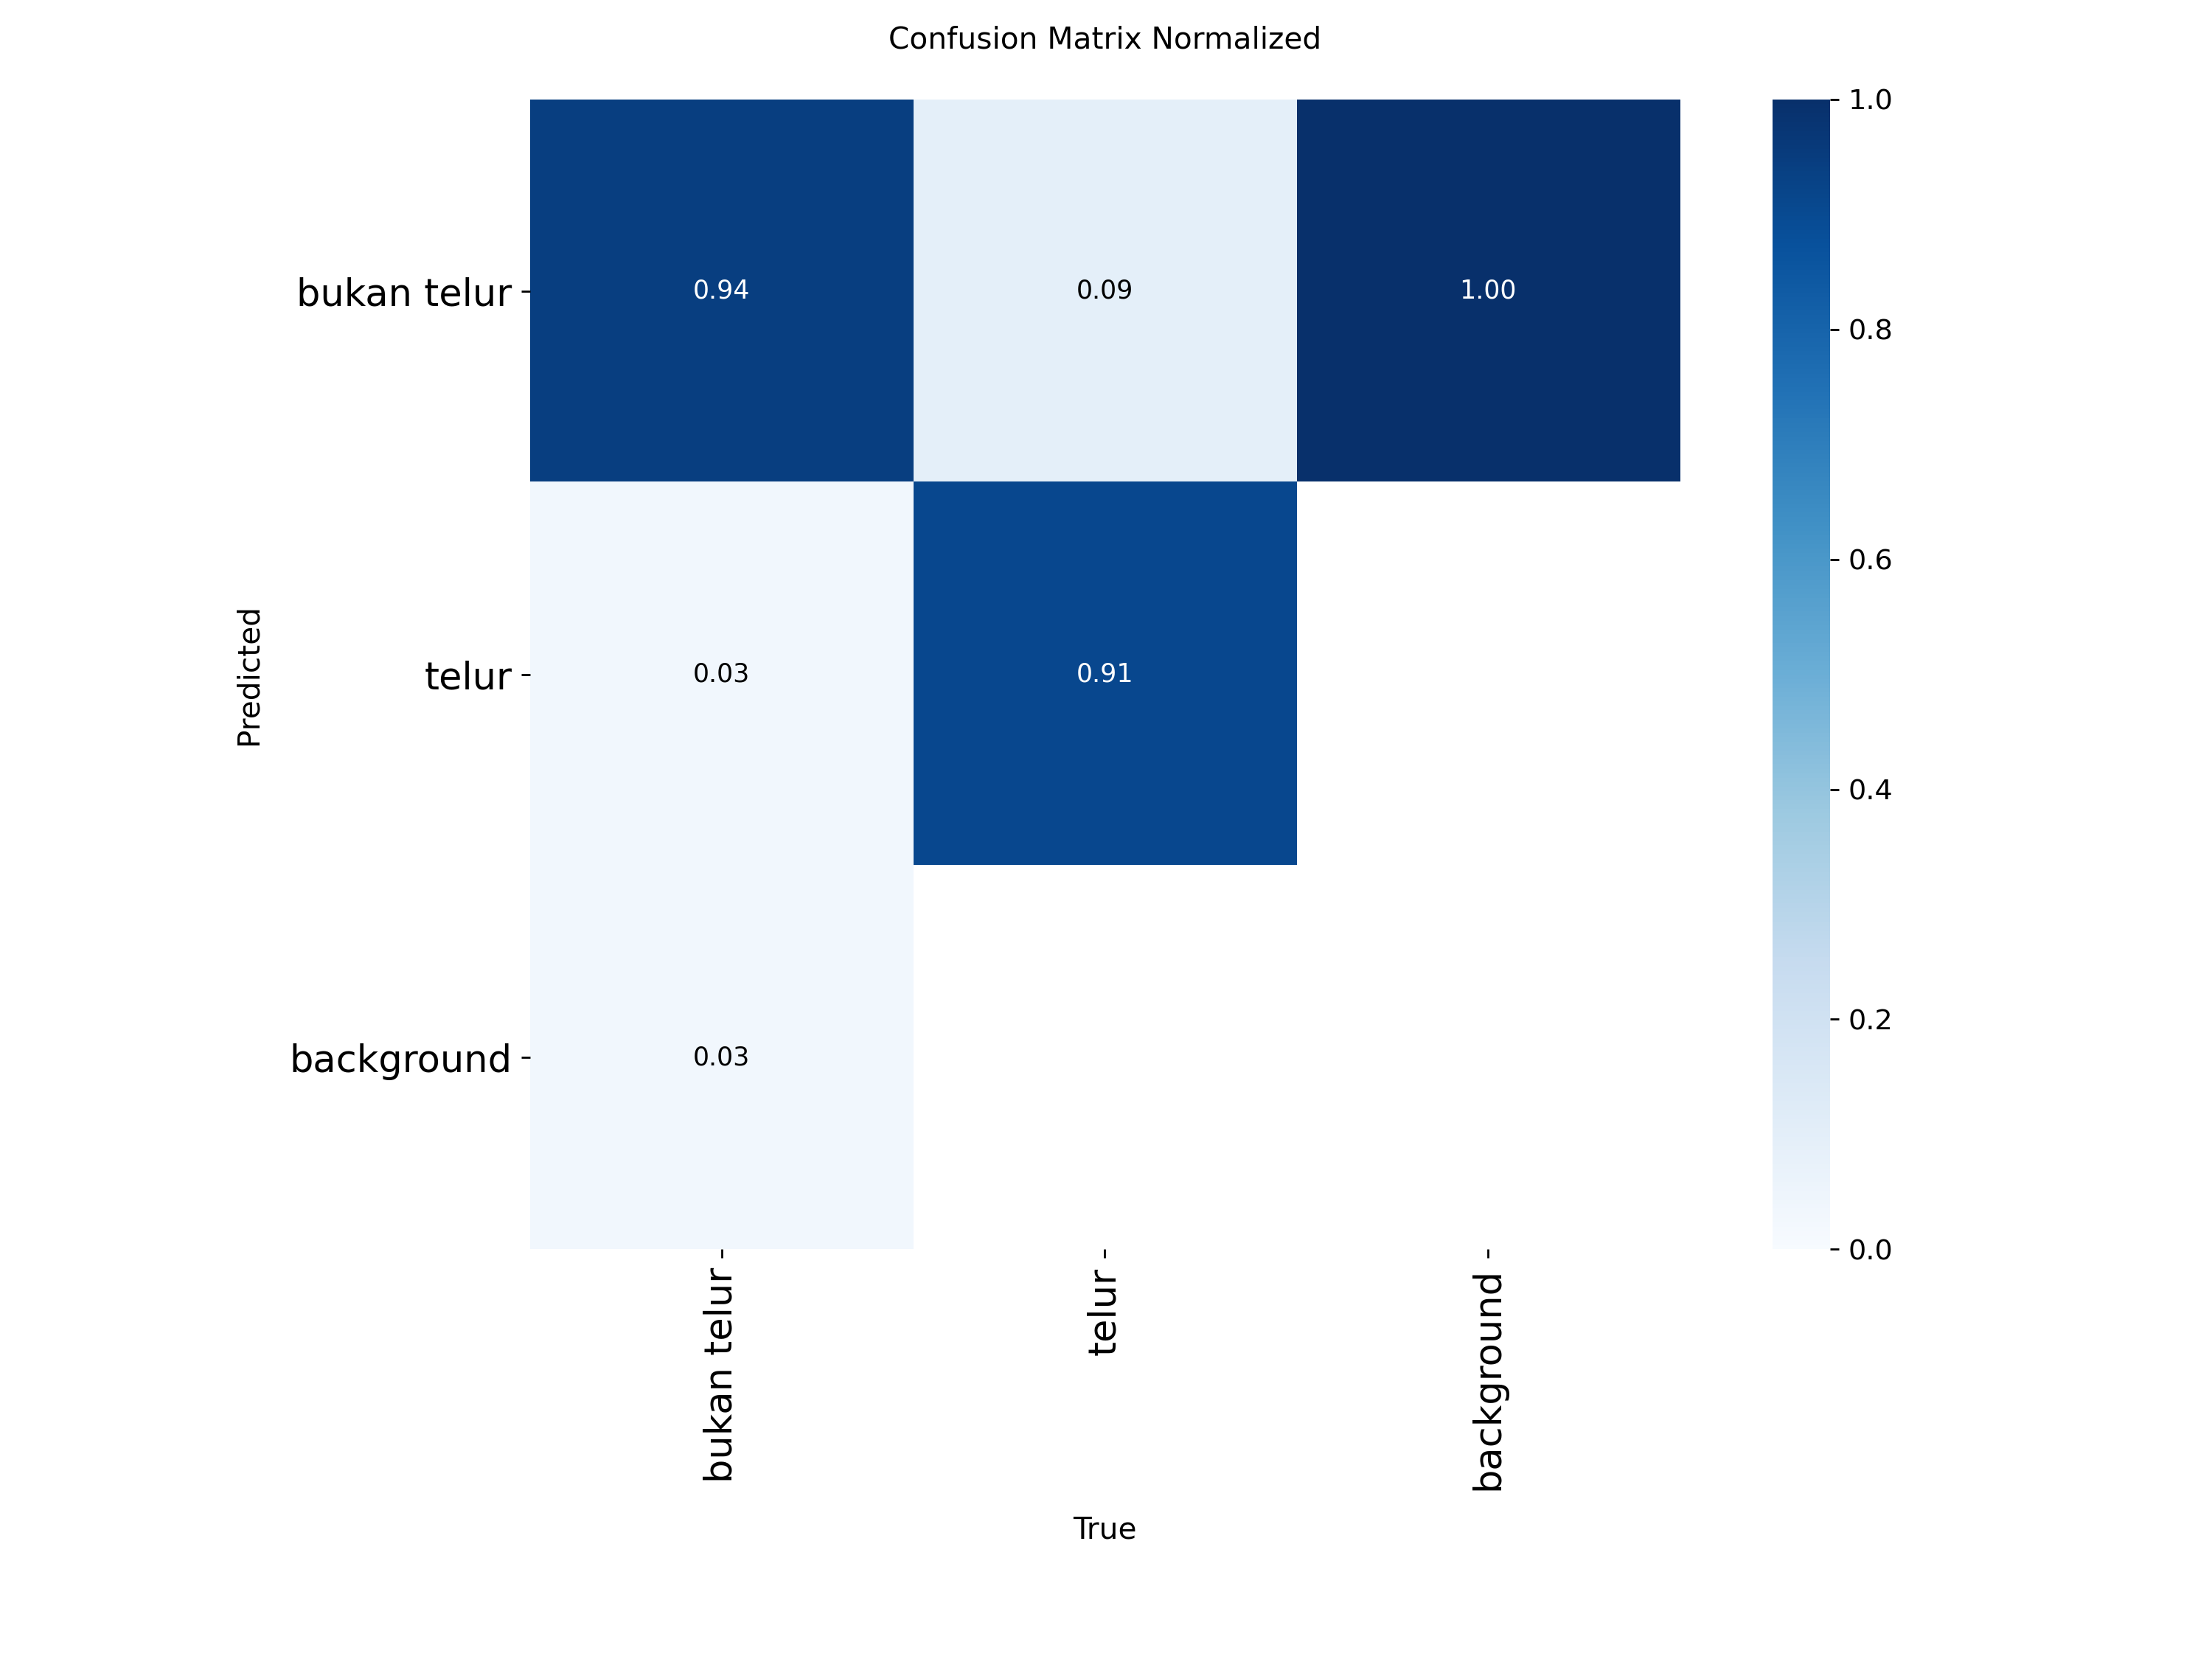 Confusion Matrix Normalized
bukan telur
telur
background
Predicted
0.94
0.09
1.00
0.03
0.91
0.03
bukan telur
telur
background
True
1.0
0.8
0.6
0.4
0.2
0.0